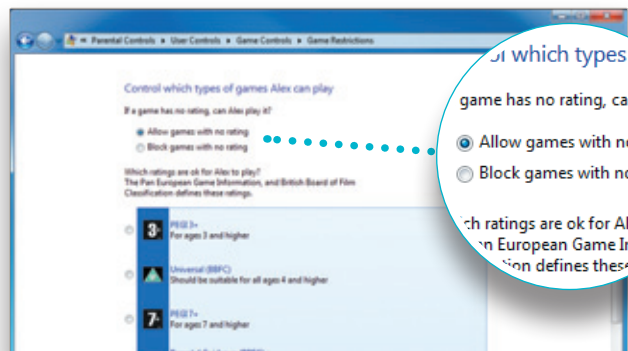 « Parental Controls ▸ User Controls ▸ Game Controls ▸ Game Restrictions
Control which types of games Alex can play
If a game has no rating, can Alex play it?
Allow games with no rating
Block games with no rating
Which ratings are ok for Alex to play?
The Pan European Game Information, and British Board of Film
Classification defines these ratings.
3+
PEGI 3+
For ages 3 and higher
Universal (BBFC)
Should be suitable for all ages 4 and higher
7+
PEGI 7+
For ages 7 and higher
ol which types
game has no rating, ca
Allow games with no
Block games with no
ch ratings are ok for Al
an European Game In
tion defines these